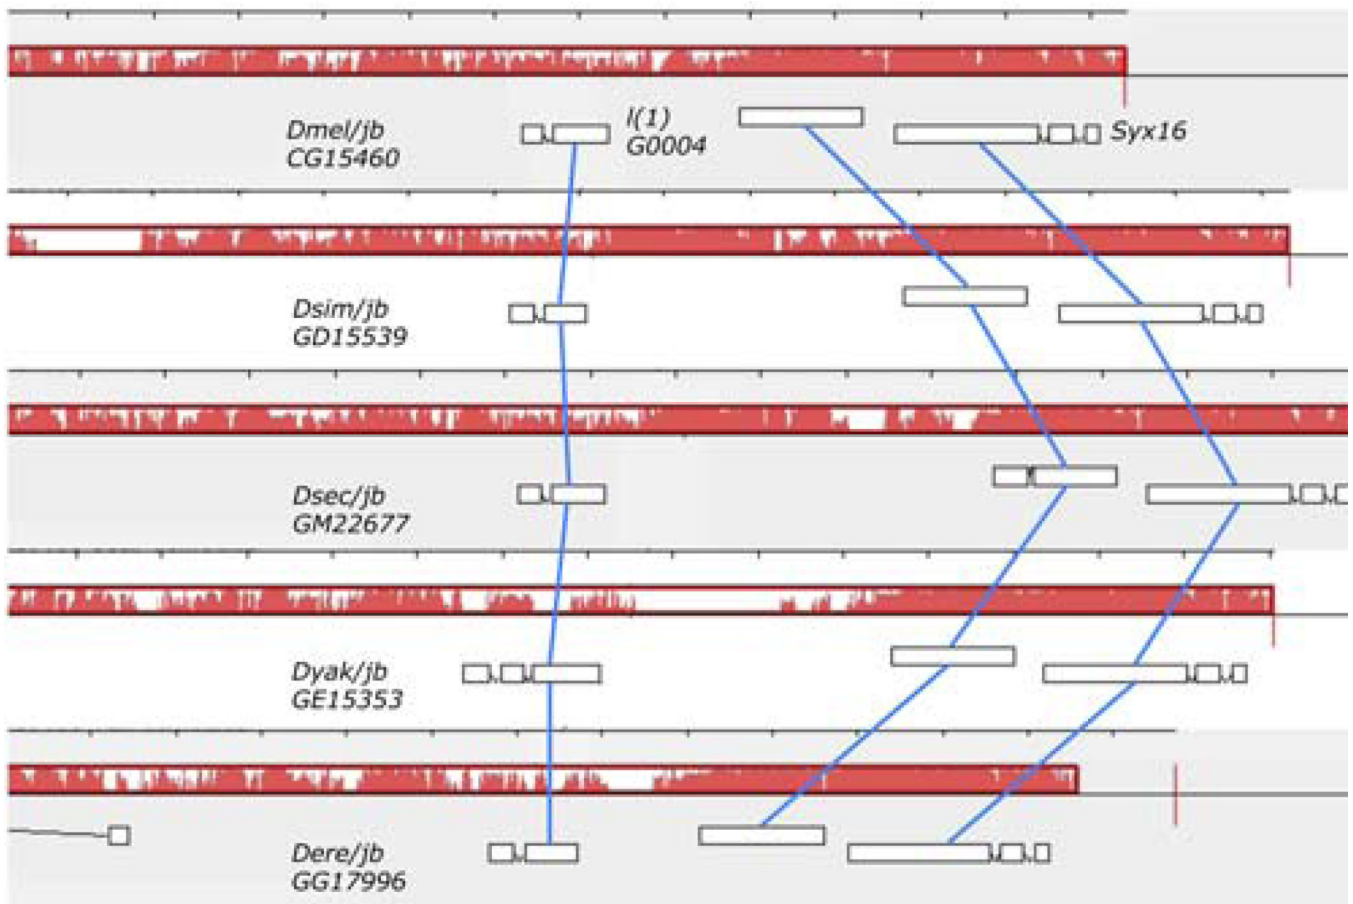 Dmel/jb
CG15460
l(1)
G0004
Syx16
Dsim/jb
GD15539
Dsec/jb
GM22677
Dyak/jb
GE15353
Dere/jb
GG17996